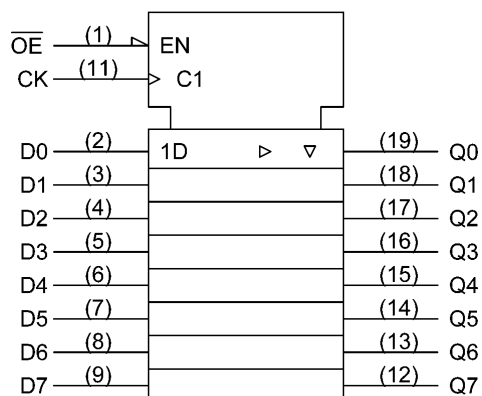 O̅E̅ (1) EN
CK (11) C1
D0 (2) 1D (19) Q0
D1 (3) (18) Q1
D2 (4) (17) Q2
D3 (5) (16) Q3
D4 (6) (15) Q4
D5 (7) (14) Q5
D6 (8) (13) Q6
D7 (9) (12) Q7